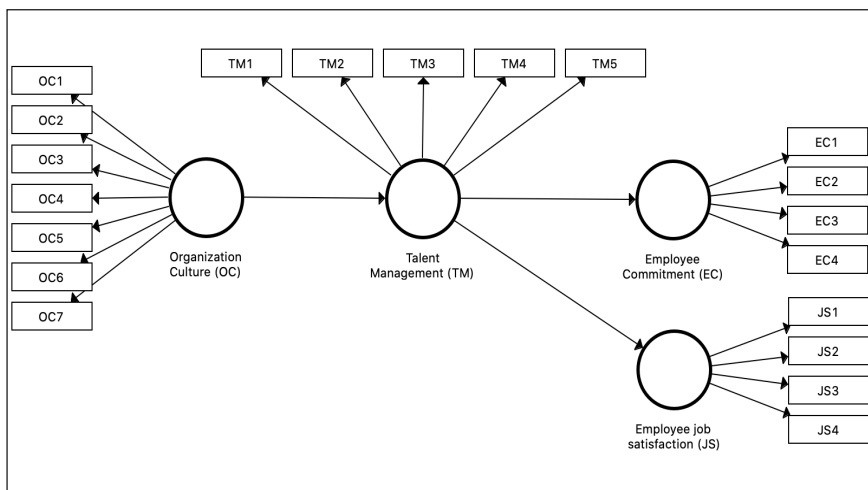 TM1
TM2
TM3
TM4
TM5
OC1
OC2
OC3
OC4
OC5
OC6
OC7
Organization
Culture (OC)
Talent
Management (TM)
Employee
Commitment (EC)
EC1
EC2
EC3
EC4
JS1
JS2
JS3
JS4
Employee job
satisfaction (JS)